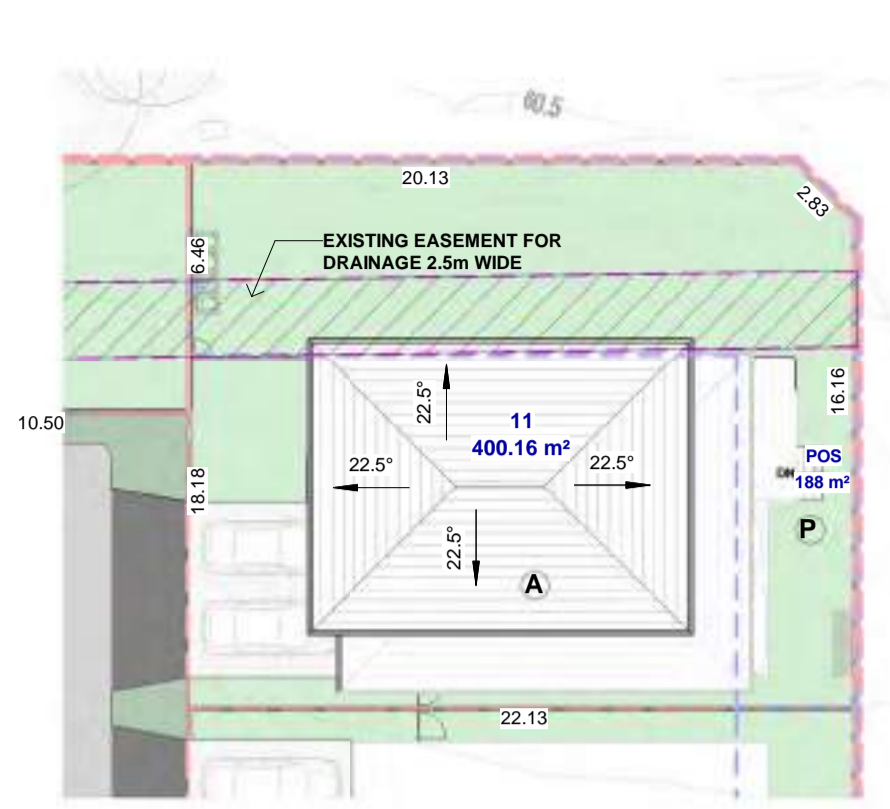 60.5
20.13
2.83
6.46
EXISTING EASEMENT FOR
DRAINAGE 2.5m WIDE
16.16
22.5°
11
400.16 m²
10.50
22.5°
22.5°
POS
188 m²
DN
18.18
P
22.5°
A
22.13